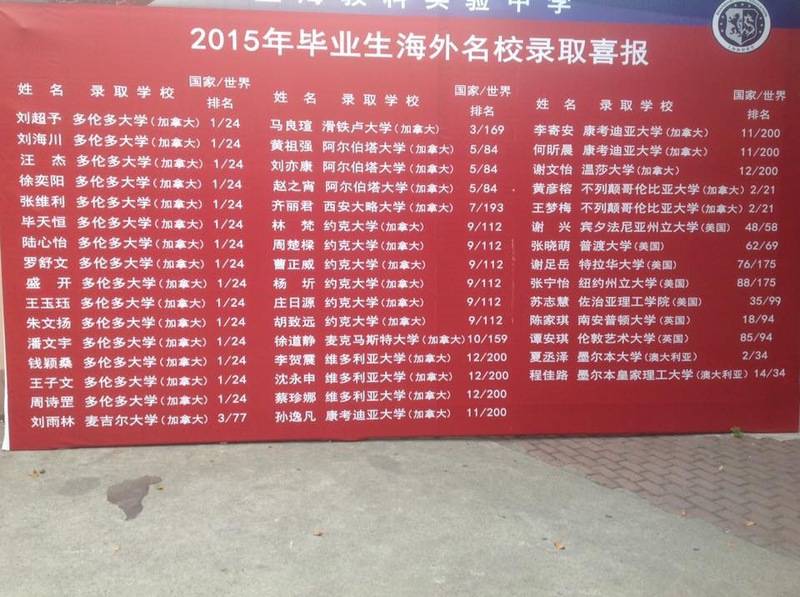 上海教科实验中学
2015年毕业生海外名校录取喜报
姓 名 录取学校 国家/世界排名
刘超予 多伦多大学(加拿大) 1/24
刘海川 多伦多大学(加拿大) 1/24
汪 杰 多伦多大学(加拿大) 1/24
徐奕阳 多伦多大学(加拿大) 1/24
张维利 多伦多大学(加拿大) 1/24
毕天恒 多伦多大学(加拿大) 1/24
陆心怡 多伦多大学(加拿大) 1/24
罗舒文 多伦多大学(加拿大) 1/24
盛 开 多伦多大学(加拿大) 1/24
王玉珏 多伦多大学(加拿大) 1/24
朱文扬 多伦多大学(加拿大) 1/24
潘文宇 多伦多大学(加拿大) 1/24
钱颖桑 多伦多大学(加拿大) 1/24
王子文 多伦多大学(加拿大) 1/24
周诗罡 多伦多大学(加拿大) 1/24
刘雨林 麦吉尔大学(加拿大) 3/77
姓 名 录取学校 国家/世界排名
马良瑄 滑铁卢大学(加拿大) 3/169
黄祖强 阿尔伯塔大学(加拿大) 5/84
刘亦康 阿尔伯塔大学(加拿大) 5/84
赵之宵 阿尔伯塔大学(加拿大) 5/84
齐丽君 西安大略大学(加拿大) 7/193
林 梵 约克大学(加拿大) 9/112
周楚樑 约克大学(加拿大) 9/112
曹正威 约克大学(加拿大) 9/112
杨 圻 约克大学(加拿大) 9/112
庄日源 约克大学(加拿大) 9/112
胡致远 约克大学(加拿大) 9/112
徐道静 麦克马斯特大学(加拿大) 10/159
李贺震 维多利亚大学(加拿大) 12/200
沈永申 维多利亚大学(加拿大) 12/200
蔡珍娜 维多利亚大学(加拿大) 12/200
孙逸凡 康考迪亚大学(加拿大) 11/200
姓 名 录取学校 国家/世界排名
李寄安 康考迪亚大学(加拿大) 11/200
何昕晨 康考迪亚大学(加拿大) 11/200
谢文怡 温莎大学(加拿大) 12/200
黄彦榕 不列颠哥伦比亚大学(加拿大) 2/21
王梦梅 不列颠哥伦比亚大学(加拿大) 2/21
谢 兴 宾夕法尼亚州立大学(美国) 48/58
张晓萌 普渡大学(美国) 62/69
谢足岳 特拉华大学(美国) 76/175
张宁怡 纽约州立大学(美国) 88/175
苏志慧 佐治亚理工学院(美国) 35/99
陈家琪 南安普顿大学(英国) 18/94
谭安琪 伦敦艺术大学(英国) 85/94
夏丞泽 墨尔本大学(澳大利亚) 2/34
程佳路 墨尔本皇家理工大学(澳大利亚) 14/34